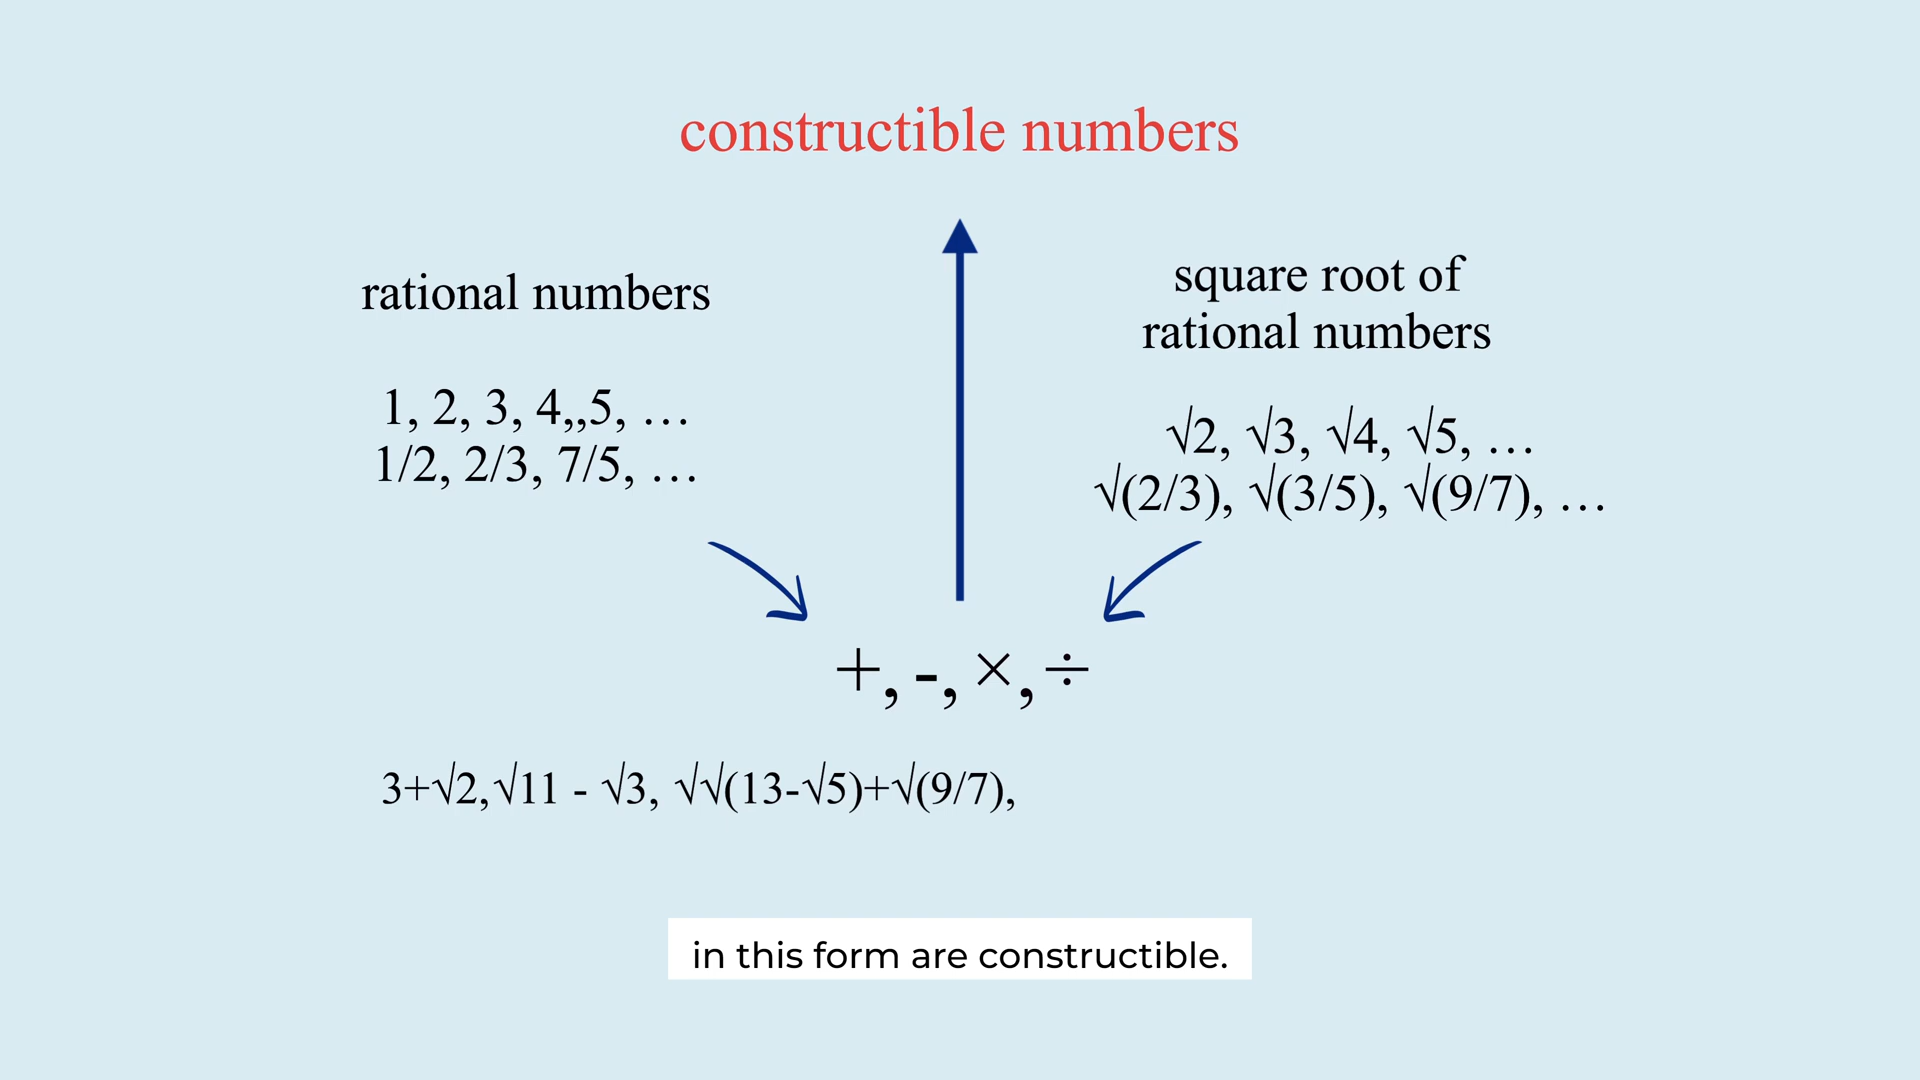 constructible numbers
rational numbers
1, 2, 3, 4,,5, …
1/2, 2/3, 7/5, …
square root of
rational numbers
√2, √3, √4, √5, …
√(2/3), √(3/5), √(9/7), …
+, -, ×, ÷
3+√2,√11 - √3, √√(13-√5)+√(9/7),
in this form are constructible.